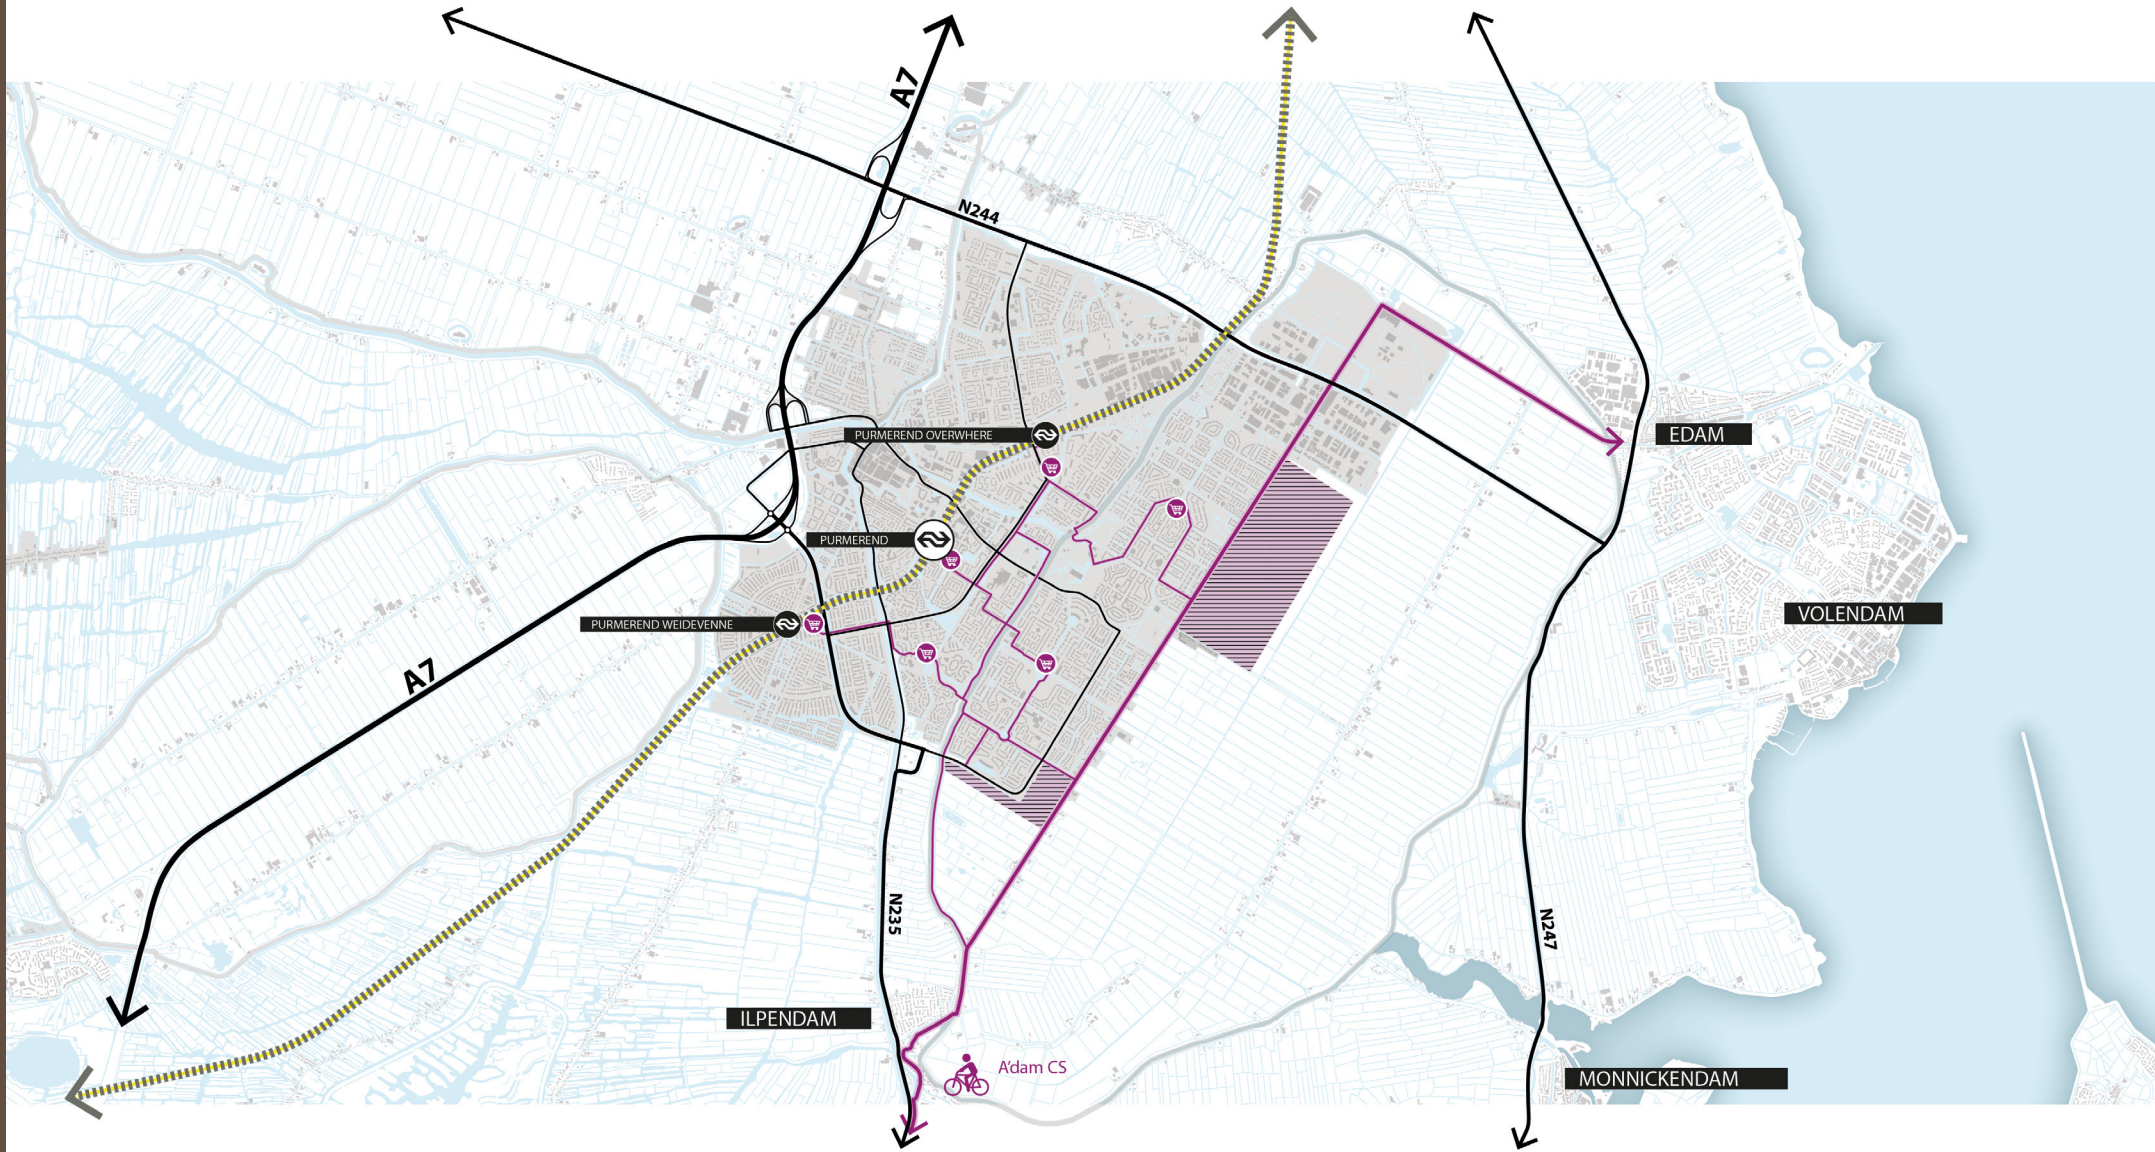 A7
N244
PURMEREND OVERWHERE
EDAM
PURMEREND
PURMEREND WEIDEVENNE
VOLENDAM
A7
N235
N247
ILPENDAM
A'dam CS
MONNICKENDAM